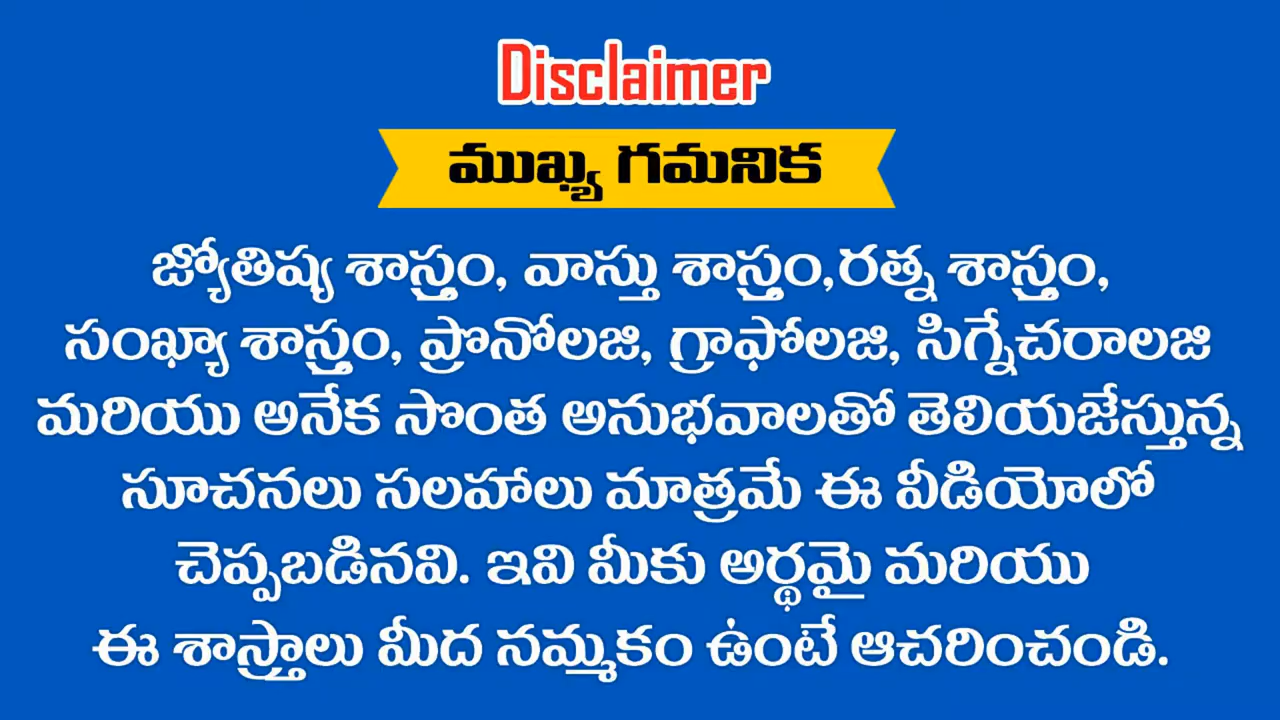 Disclaimer
ముఖ్య గమనిక
జ్యోతిష్య శాస్త్రం, వాస్తు శాస్త్రం,రత్న శాస్త్రం,
సంఖ్యా శాస్త్రం, ప్రొనోలజి, గ్రాఫోలజి, సిగ్నేచరాలజి
మరియు అనేక సొంత అనుభవాలతో తెలియజేస్తున్న
సూచనలు సలహాలు మాత్రమే ఈ వీడియోలో
చెప్పబడినవి. ఇవి మీకు అర్థమై మరియు
ఈ శాస్త్రాలు మీద నమ్మకం ఉంటే ఆచరించండి.